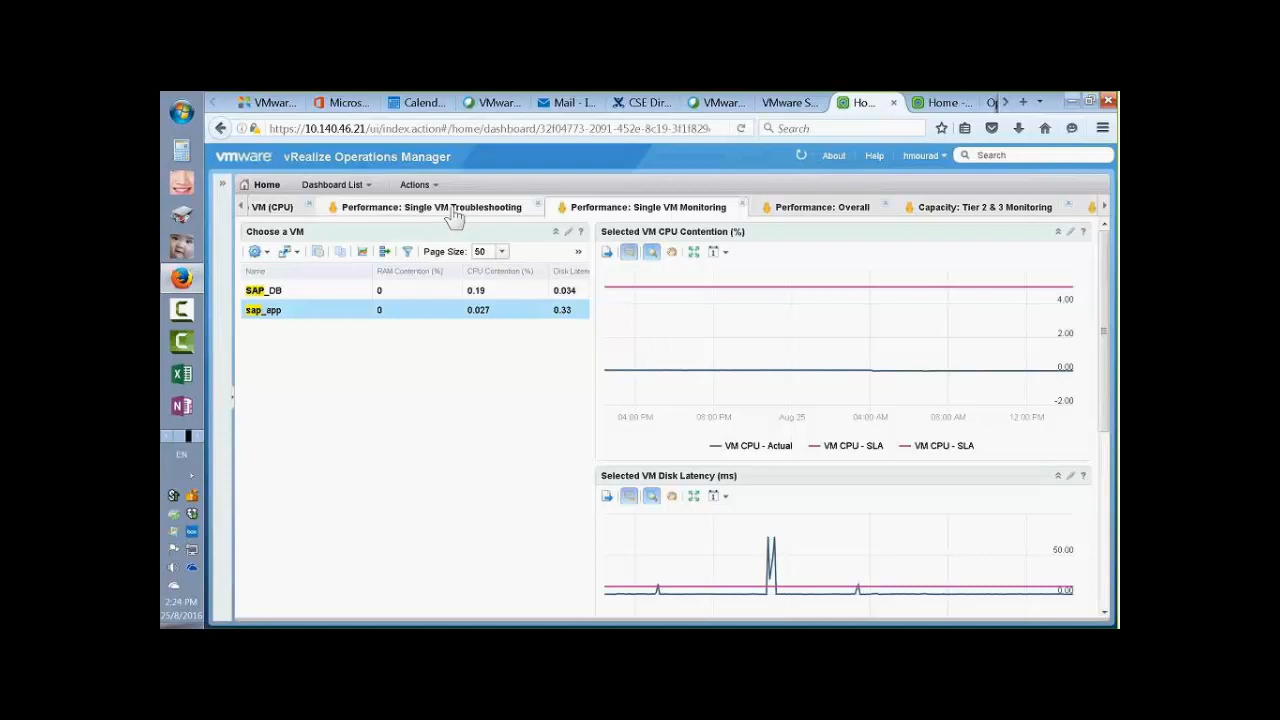 VMwar... Micros... Calend... VMwar... Mail - I... CSE Dir... VMwar... VMware S... Ho... Home -...
https://10.140.46.21/ui/index.action#/home/dashboard/32f04773-2091-452e-8c19-3f1f829 Search
vmware vRealize Operations Manager About Help hmourad Search
Home Dashboard List Actions
VM (CPU) Performance: Single VM Troubleshooting Performance: Single VM Monitoring Performance: Overall Capacity: Tier 2 & 3 Monitoring
Choose a VM
Page Size: 50
Name RAM Contention (%) CPU Contention (%) Disk Laten
SAP_DB 0 0.19 0.034
sap_app 0 0.027 0.33
Selected VM CPU Contention (%)
4.00
2.00
0.00
-2.00
04:00 PM 08:00 PM Aug 25 04:00 AM 08:00 AM 12:00 PM
VM CPU - Actual VM CPU - SLA VM CPU - SLA
Selected VM Disk Latency (ms)
50.00
0.00
EN
2:24 PM
25/8/2016